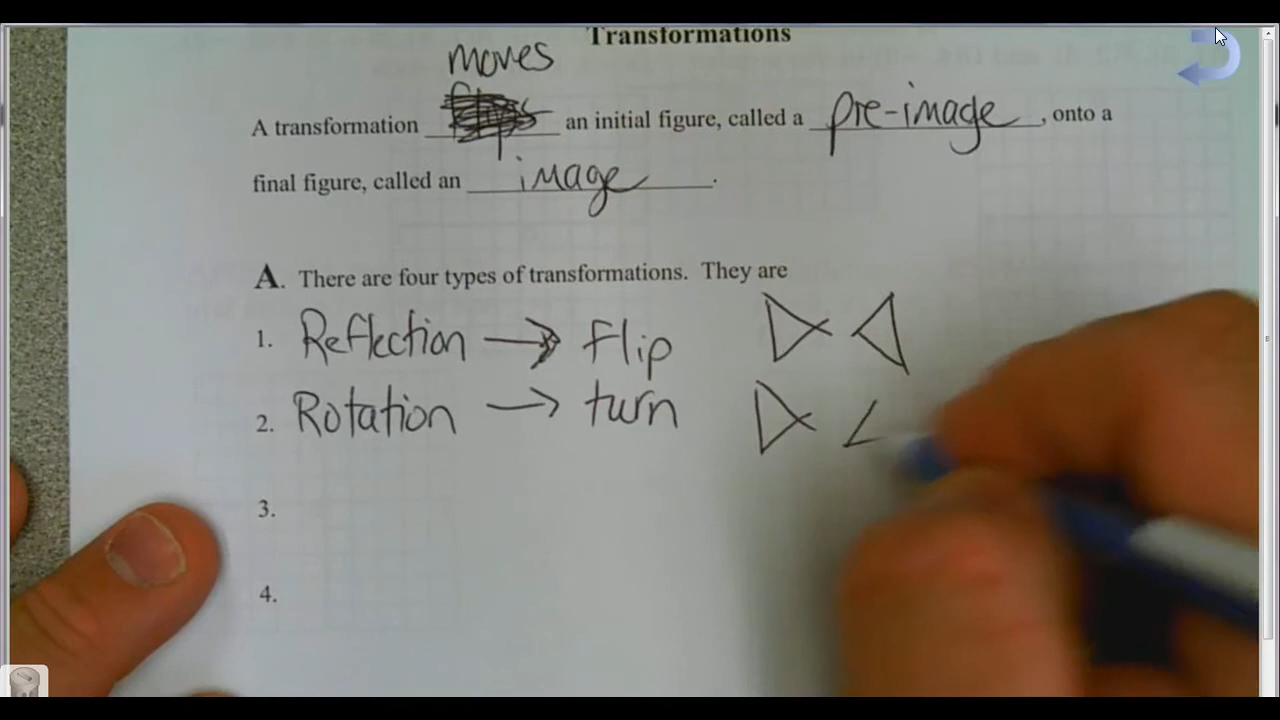 Transformations
moves
A transformation ______ an initial figure, called a pre-image, onto a
final figure, called an image.
A. There are four types of transformations. They are
1. Reflection → flip
2. Rotation → turn
3.
4.